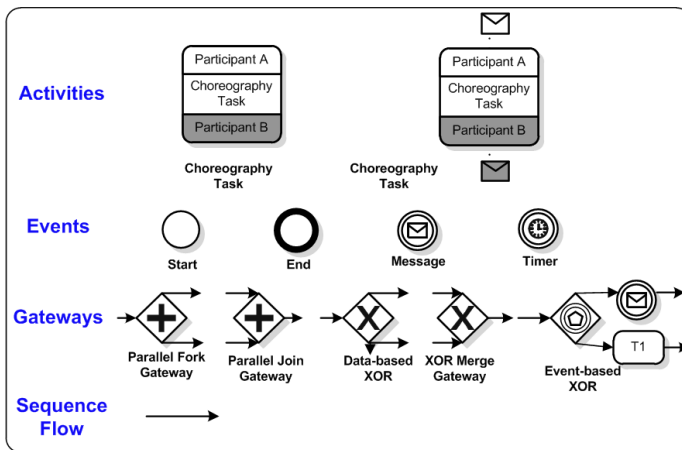 Activities
Participant A
Choreography
Task
Participant B
Choreography
Task
Participant A
Choreography
Task
Participant B
Choreography
Task
Events
Start
End
Message
Timer
Gateways
Parallel Fork
Gateway
Parallel Join
Gateway
Data-based
XOR
XOR Merge
Gateway
Event-based
XOR
T1
Sequence
Flow